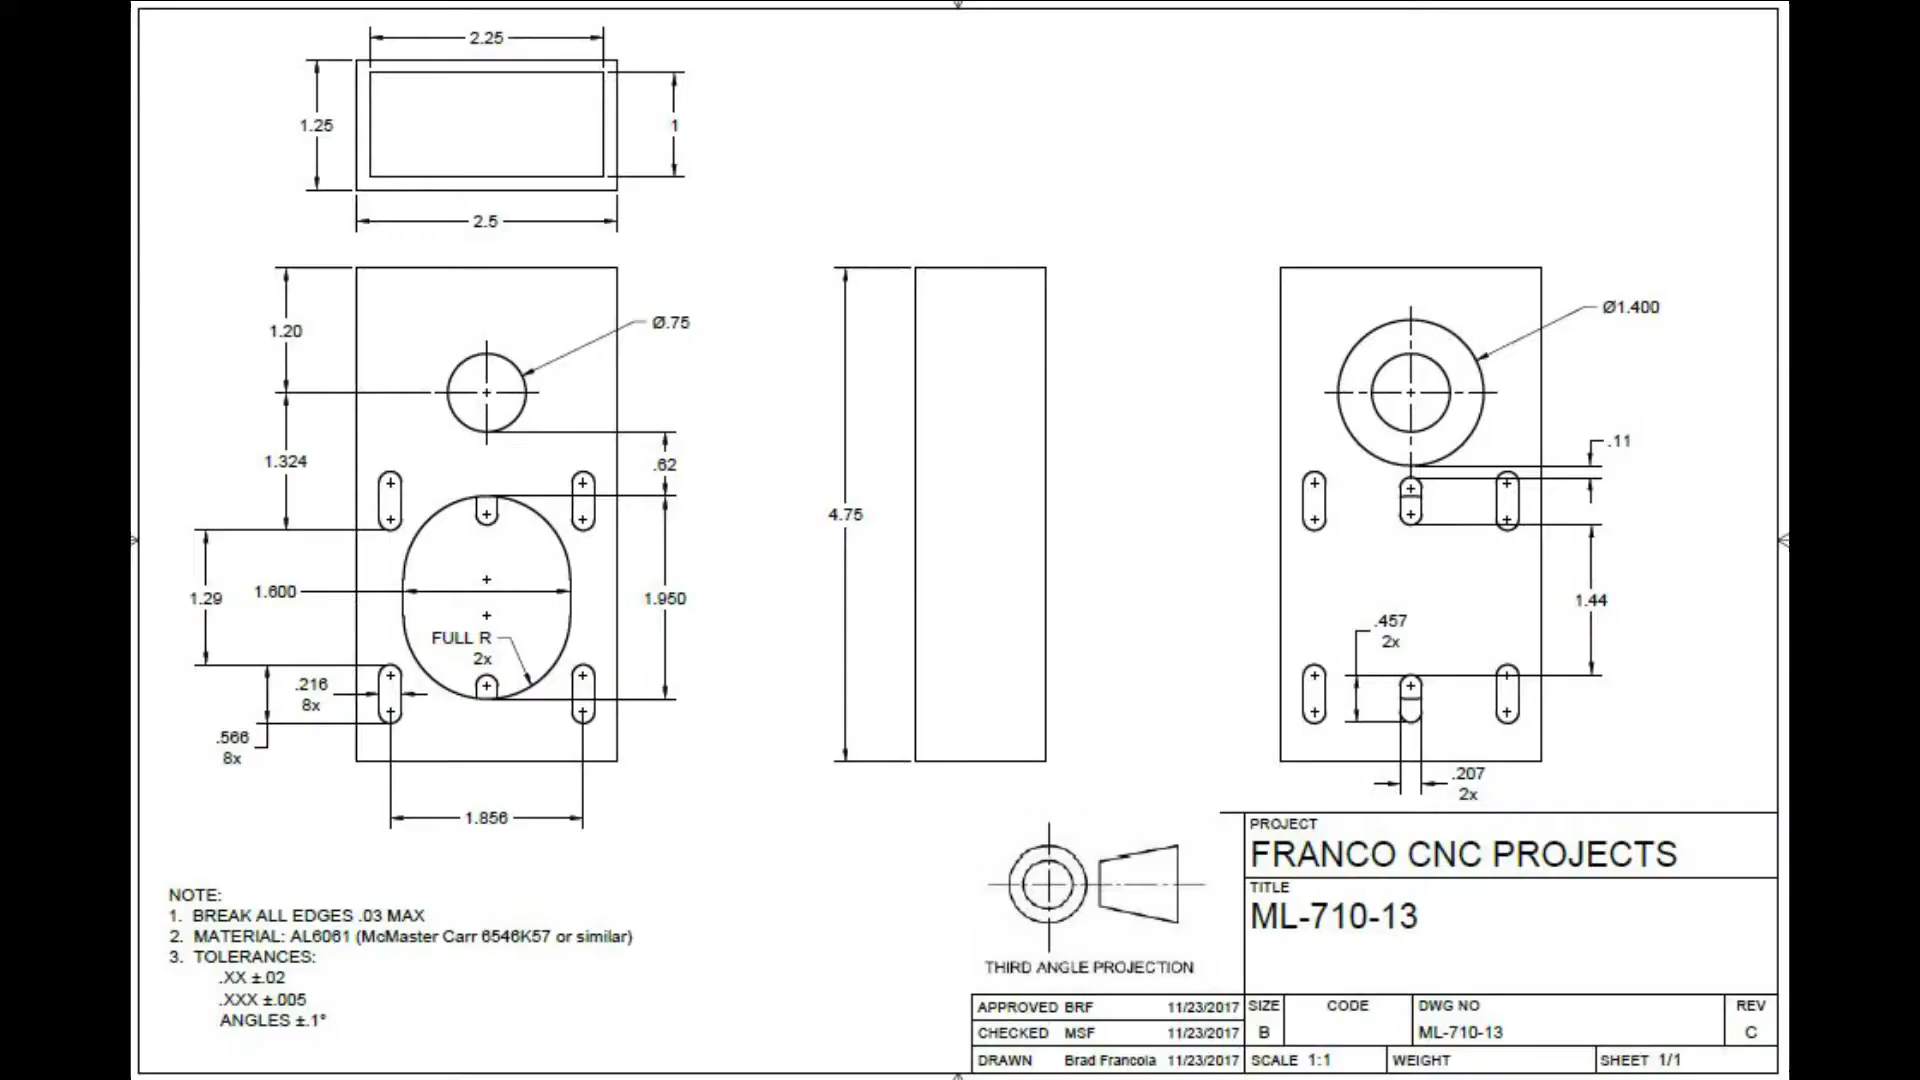 2.25
1.25
1
2.5
1.20
Ø.75
Ø1.400
1.324
.62
.11
4.75
1.29
1.600
1.950
1.44
FULL R
2x
.457
2x
.216
8x
.566
8x
.207
2x
1.856
NOTE:
1. BREAK ALL EDGES .03 MAX
2. MATERIAL: AL6061 (McMaster Carr 6546K57 or similar)
3. TOLERANCES:
.XX ±.02
.XXX ±.005
ANGLES ±.1°
THIRD ANGLE PROJECTION
PROJECT
FRANCO CNC PROJECTS
TITLE
ML-710-13
APPROVED BRF 11/23/2017
CHECKED MSF 11/23/2017
DRAWN Brad Francola 11/23/2017
SIZE
B
CODE
DWG NO
ML-710-13
REV
C
SCALE 1:1
WEIGHT
SHEET 1/1